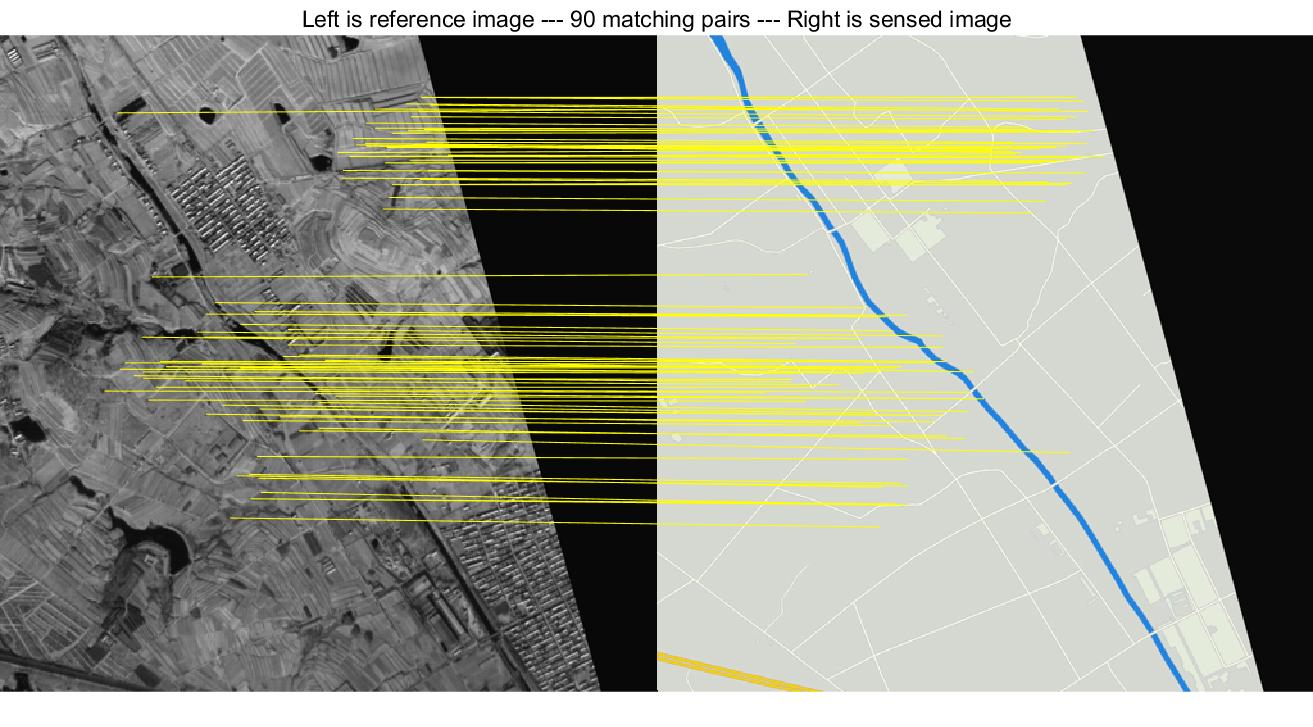 Left is reference image --- 90 matching pairs --- Right is sensed image